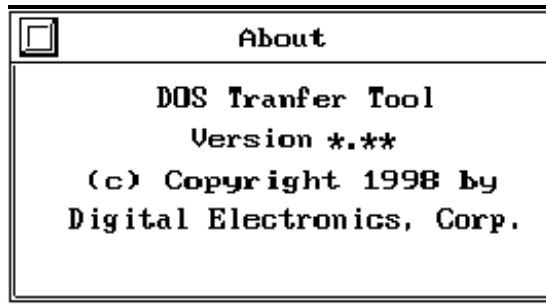 About
DOS Tranfer Tool
Version *.**
(c) Copyright 1998 by
Digital Electronics, Corp.